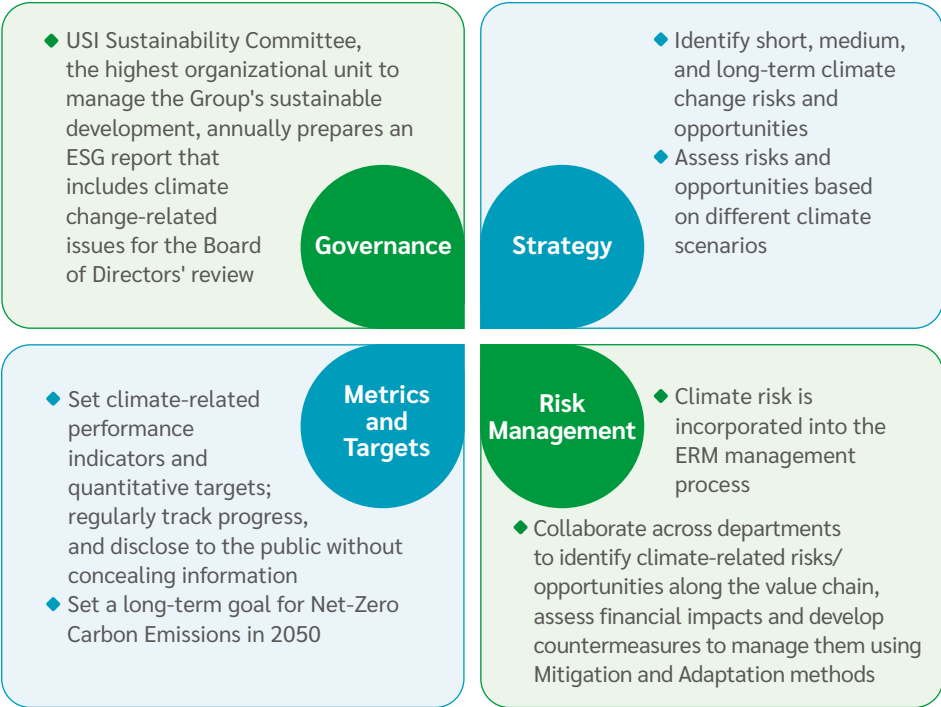 ◆ USI Sustainability Committee,
the highest organizational unit to
manage the Group's sustainable
development, annually prepares an
ESG report that
includes climate
change-related
issues for the Board
of Directors' review
Governance
Strategy
◆ Identify short, medium,
and long-term climate
change risks and
opportunities
◆ Assess risks and
opportunities based
on different climate
scenarios
Metrics
and
Targets
◆ Set climate-related
performance
indicators and
quantitative targets;
regularly track progress,
and disclose to the public without
concealing information
◆ Set a long-term goal for Net-Zero
Carbon Emissions in 2050
Risk
Management
◆ Climate risk is
incorporated into the
ERM management
process
◆ Collaborate across departments
to identify climate-related risks/
opportunities along the value chain,
assess financial impacts and develop
countermeasures to manage them using
Mitigation and Adaptation methods